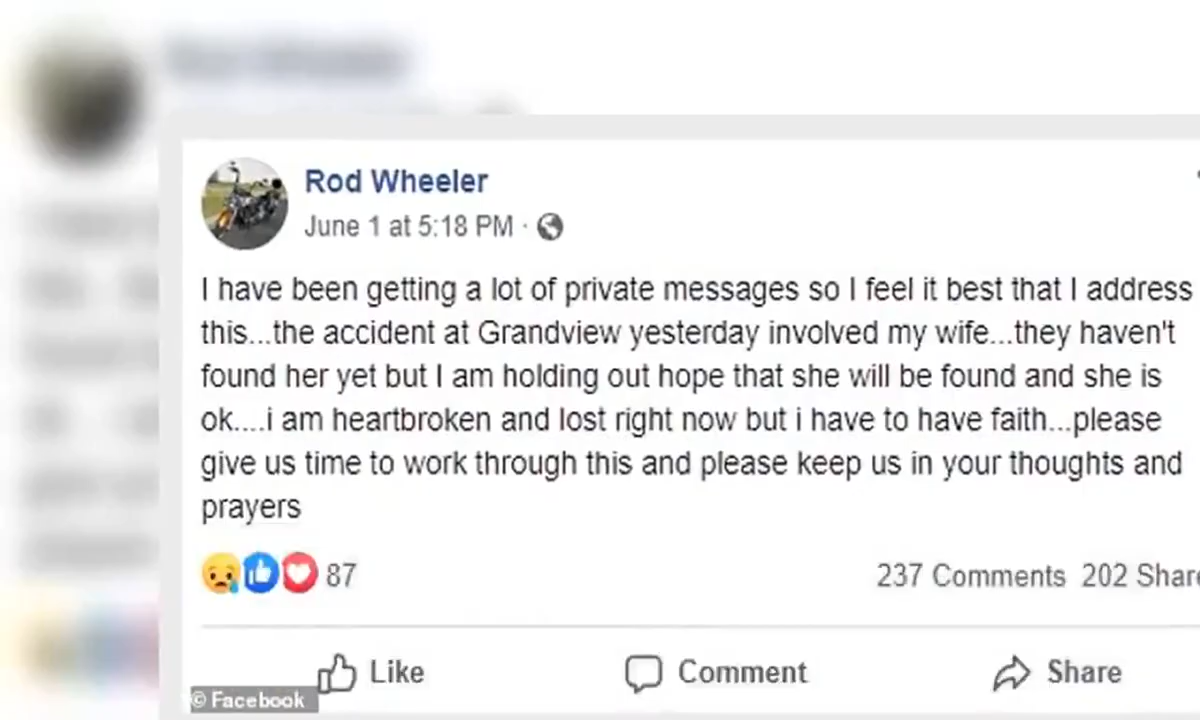 Rod Wheeler
June 1 at 5:18 PM ·
I have been getting a lot of private messages so I feel it best that I address
this...the accident at Grandview yesterday involved my wife...they haven't
found her yet but I am holding out hope that she will be found and she is
ok....i am heartbroken and lost right now but i have to have faith...please
give us time to work through this and please keep us in your thoughts and
prayers
87
237 Comments 202 Share
Like
Comment
Share
© Facebook